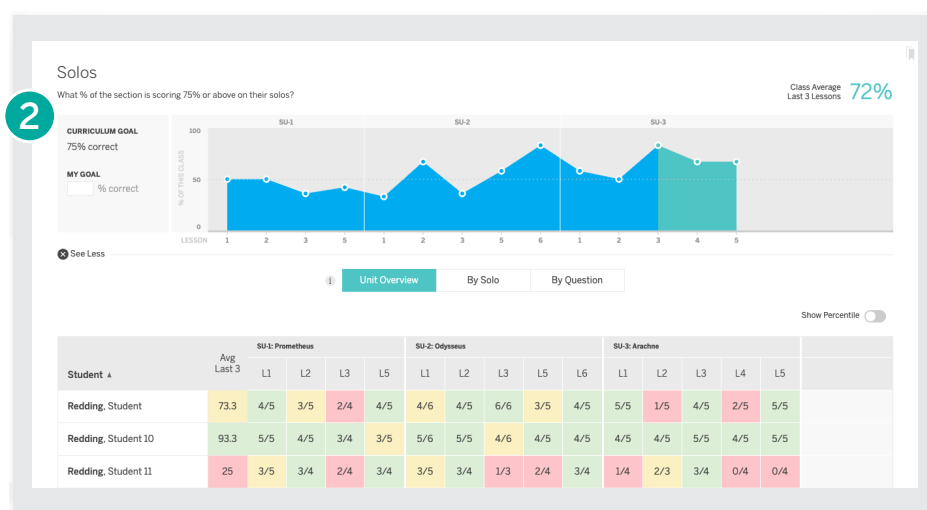 Solos
What % of the section is scoring 75% or above on their solos?
Class Average
Last 3 Lessons
72%
2
CURRICULUM GOAL
75% correct
MY GOAL
% correct
SU-1 SU-2 SU-3
% OF THIS CLASS
100
50
0
LESSON 1 2 3 5 1 2 3 5 6 1 2 3 4 5
See Less
i Unit Overview By Solo By Question
Show Percentile
SU-1: Prometheus SU-2: Odysseus SU-3: Arachne
Student Avg Last 3 L1 L2 L3 L5 L1 L2 L3 L5 L6 L1 L2 L3 L4 L5
Redding, Student 73.3 4/5 3/5 2/4 4/5 4/6 4/5 6/6 3/5 4/5 5/5 1/5 4/5 2/5 5/5
Redding, Student 10 93.3 5/5 4/5 3/4 3/5 5/6 5/5 4/6 4/5 4/5 4/5 4/5 5/5 4/5 5/5
Redding, Student 11 25 3/5 3/4 2/4 3/4 3/5 3/4 1/3 2/4 3/4 1/4 2/3 3/4 0/4 0/4